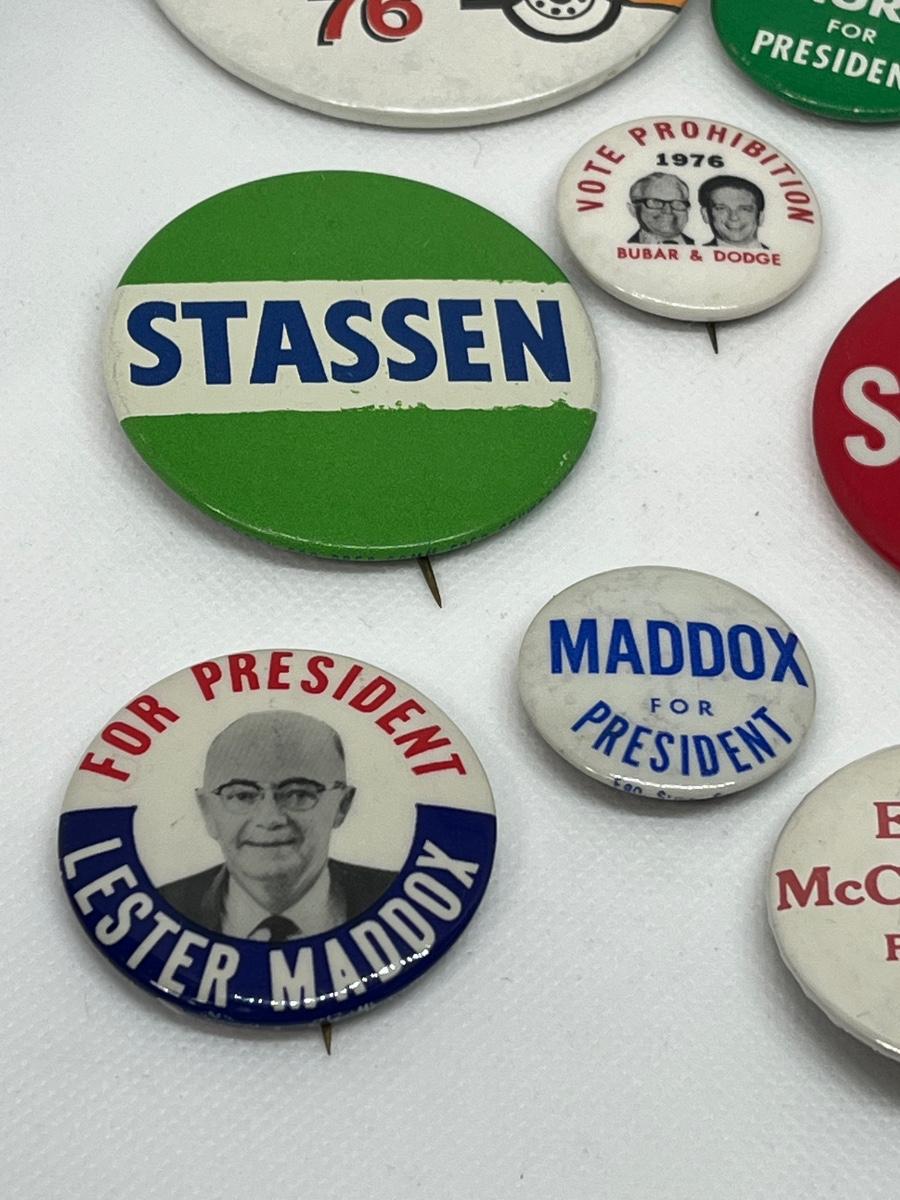 76
FOR
PRESIDEN
VOTE PROHIBITION
1976
BUBAR & DODGE
STASSEN
S
MADDOX
FOR
PRESIDENT
FOR PRESIDENT
LESTER MADDOX
E
McC
F